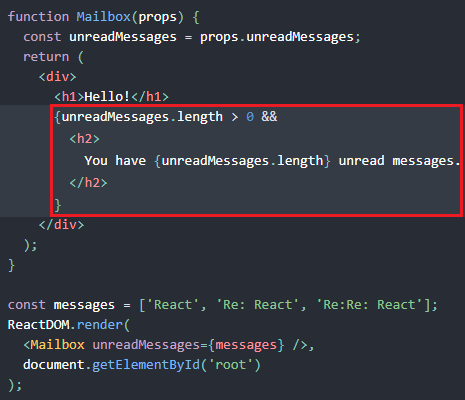 function Mailbox(props) {
  const unreadMessages = props.unreadMessages;
  return (
    <div>
      <h1>Hello!</h1>
      {unreadMessages.length > 0 &&
        <h2>
          You have {unreadMessages.length} unread messages.
        </h2>
      }
    </div>
  );
}

const messages = ['React', 'Re: React', 'Re:Re: React'];
ReactDOM.render(
  <Mailbox unreadMessages={messages} />,
  document.getElementById('root')
);